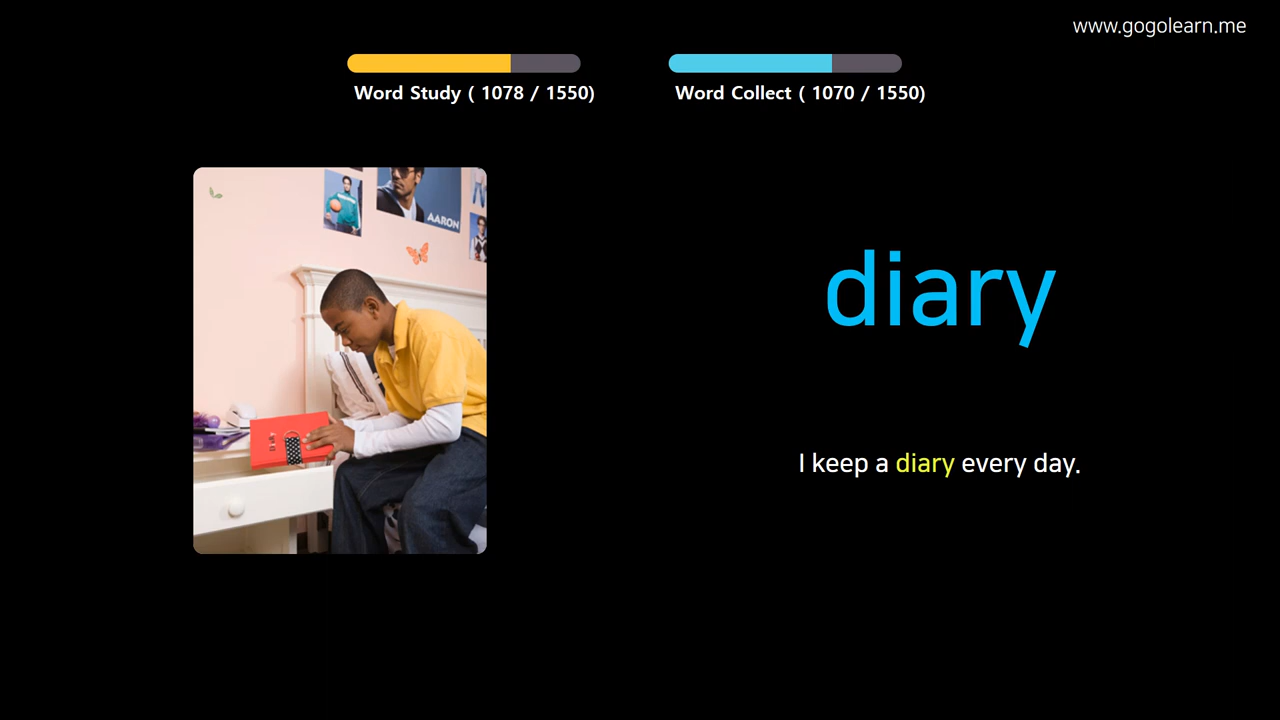 www.gogolearn.me
Word Study ( 1078 / 1550)
Word Collect ( 1070 / 1550)
AARON
diary
I keep a diary every day.